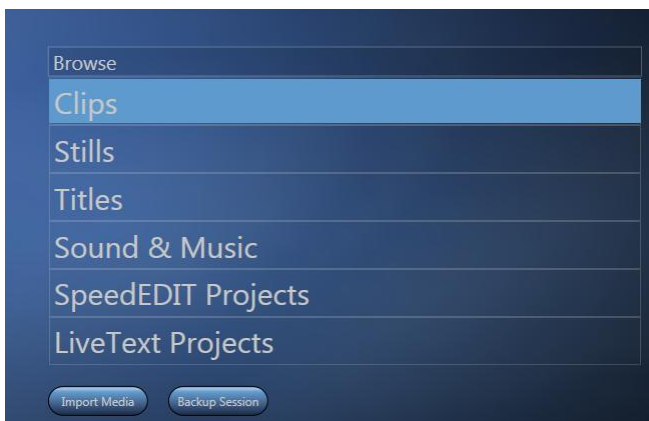 Browse
Clips
Stills
Titles
Sound & Music
SpeedEDIT Projects
LiveText Projects
Import Media
Backup Session